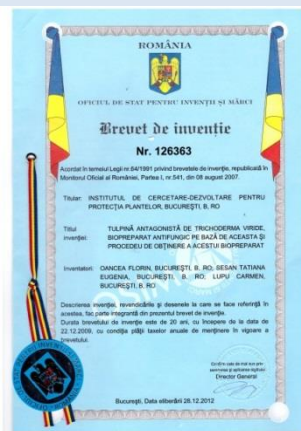 ROMÂNIA
OFICIUL DE STAT PENTRU INVENȚII ȘI MĂRCI
Brevet de invenție
Nr. 126363
Acordat în temeiul Legii nr.64/1991 privind brevetele de invenție, republicată în
Monitorul Oficial al României, Partea I, nr.541, din 08 august 2007.
Titular: INSTITUTUL DE CERCETARE-DEZVOLTARE PENTRU
PROTECȚIA PLANTELOR, BUCUREȘTI, B, RO
Titlul TULPINĂ ANTAGONISTĂ DE TRICHODERMA VIRIDE,
invenției: BIOPREPARAT ANTIFUNGIC PE BAZĂ DE ACEASTA ȘI
PROCEDEU DE OBȚINERE A ACESTUI BIOPREPARAT
Inventatori: OANCEA FLORIN, BUCUREȘTI, B, RO; SESAN TATIANA
EUGENIA, BUCUREȘTI, B, RO; LUPU CARMEN,
BUCUREȘTI, B, RO
Descrierea invenției, revendicările și desenele la care se face referință în
acestea, fac parte integrantă din prezentul brevet de invenție.
Durata brevetului de invenție este de 20 ani, cu începere de la data de
22.12.2009, cu condiția plății taxelor anuale de menținere în vigoare a
brevetului.
Director General
București, Data eliberării 28.12.2012